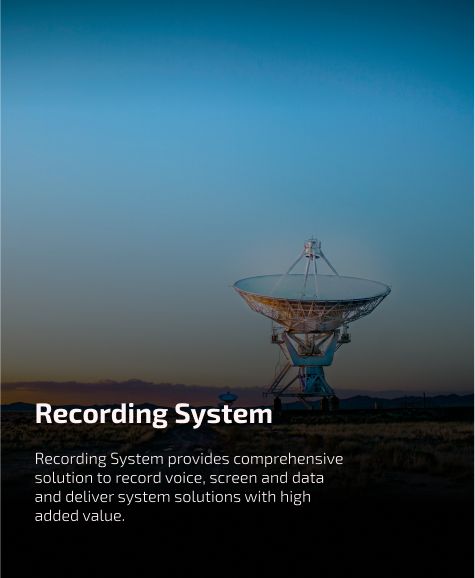 Recording System
Recording System provides comprehensive
solution to record voice, screen and data
and deliver system solutions with high
added value.